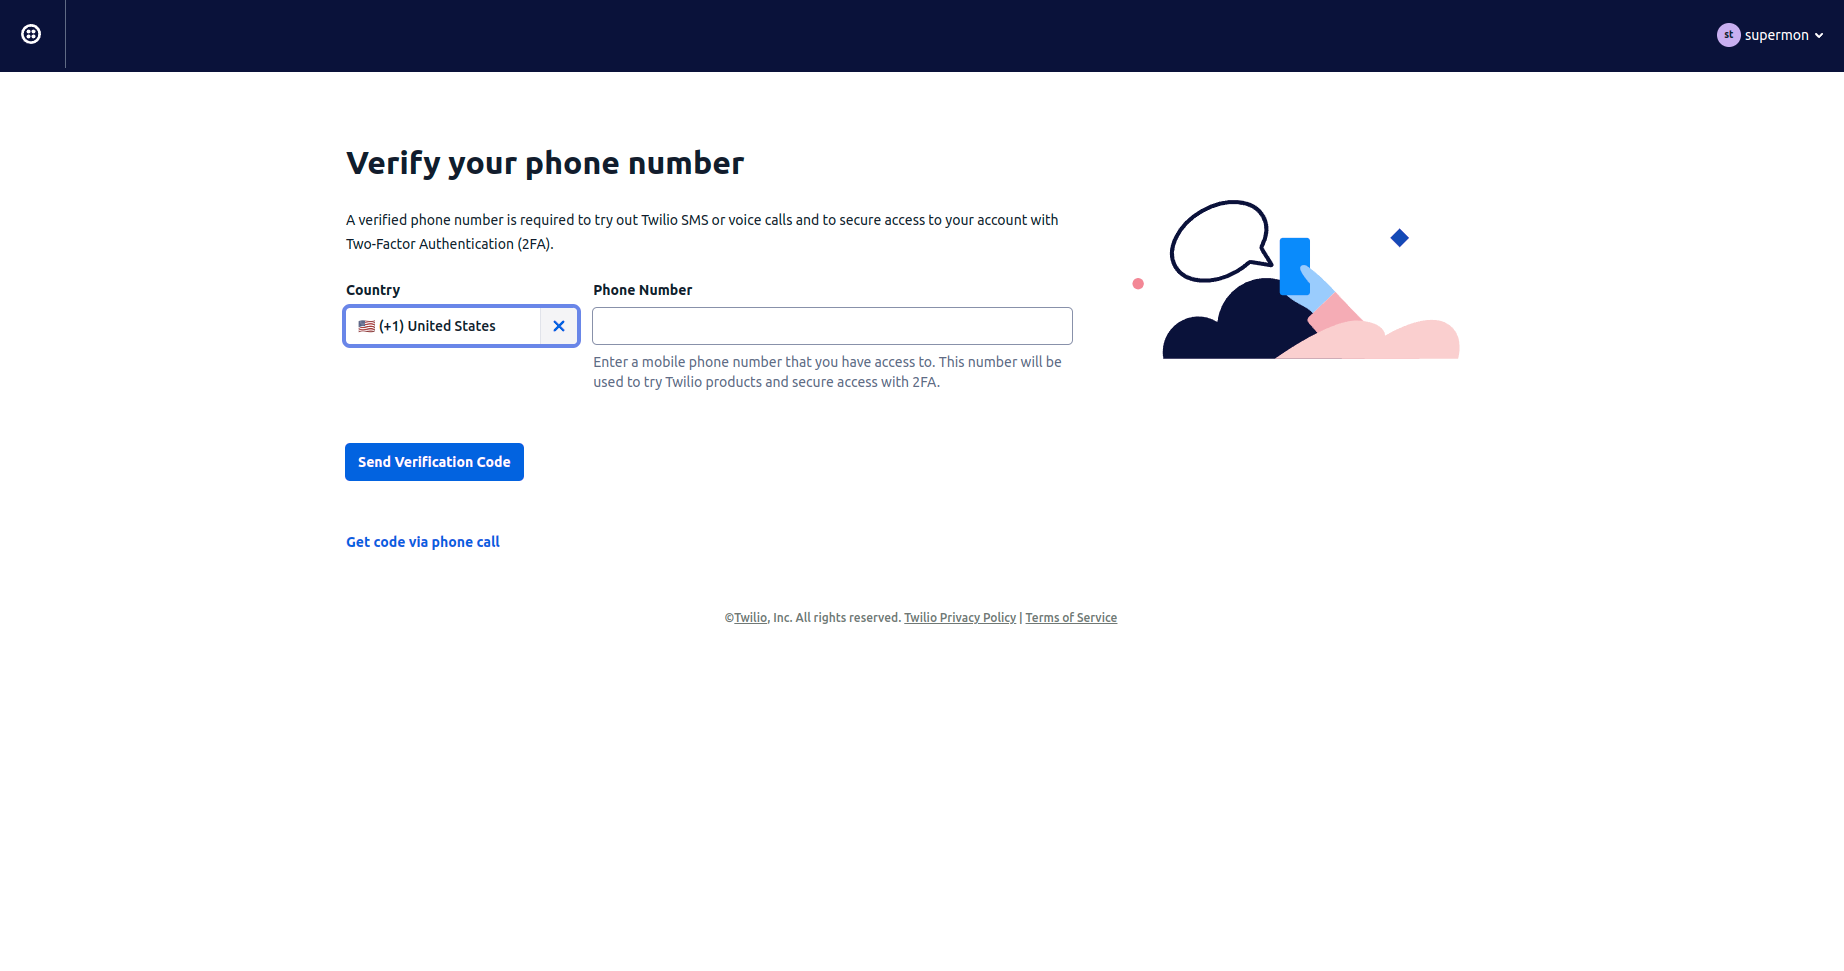 st supermon
Verify your phone number
A verified phone number is required to try out Twilio SMS or voice calls and to secure access to your account with
Two-Factor Authentication (2FA).
Country
Phone Number
🇺🇸 (+1) United States
Enter a mobile phone number that you have access to. This number will be
used to try Twilio products and secure access with 2FA.
Send Verification Code
Get code via phone call
©Twilio, Inc. All rights reserved. Twilio Privacy Policy | Terms of Service